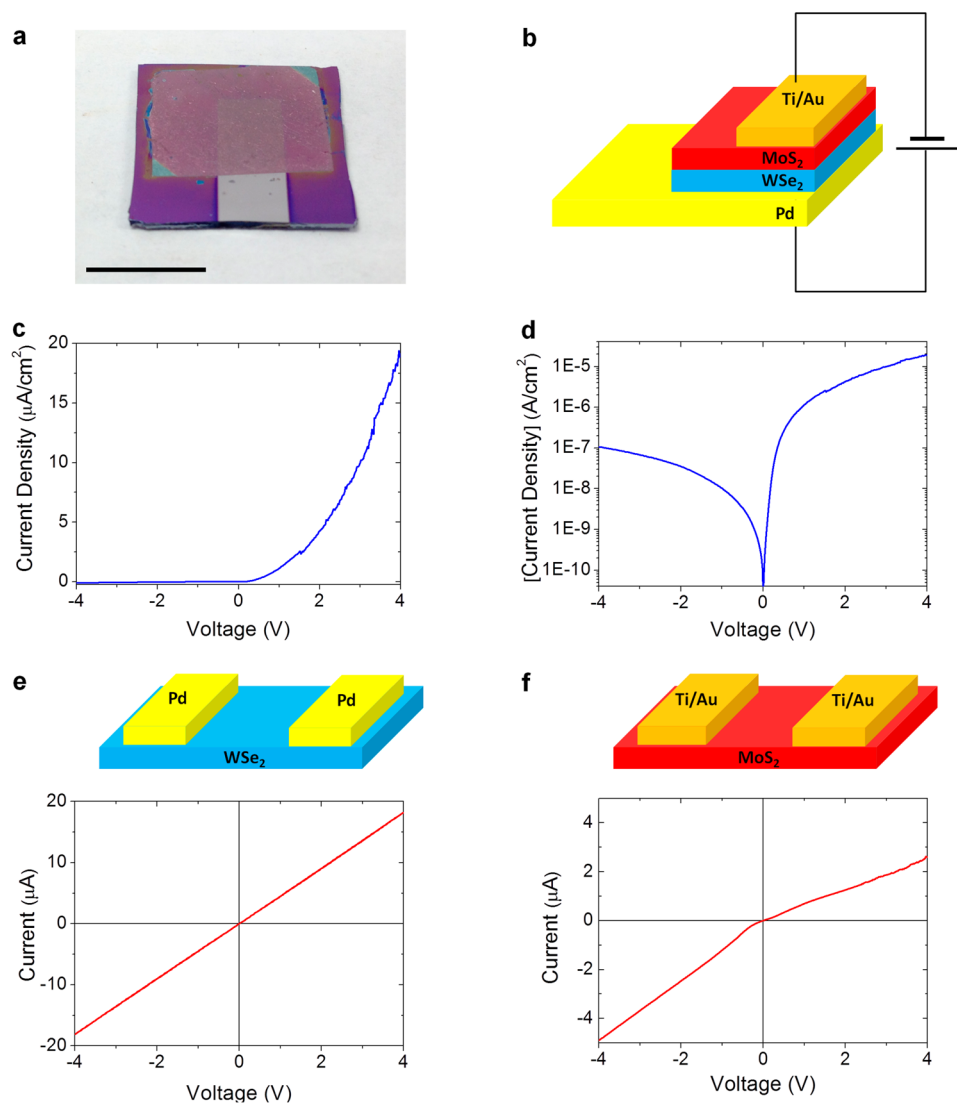 a
b
Ti/Au
MoS₂
WSe₂
Pd
c
20
15
10
5
0
Current Density (μA/cm²)
-4 -2 0 2 4
Voltage (V)
d
1E-5
1E-6
1E-7
1E-8
1E-9
1E-10
[Current Density] (A/cm²)
-4 -2 0 2 4
Voltage (V)
e
Pd Pd
WSe₂
20
10
0
-10
-20
Current (μA)
-4 -2 0 2 4
Voltage (V)
f
Ti/Au Ti/Au
MoS₂
4
2
0
-2
-4
Current (μA)
-4 -2 0 2 4
Voltage (V)